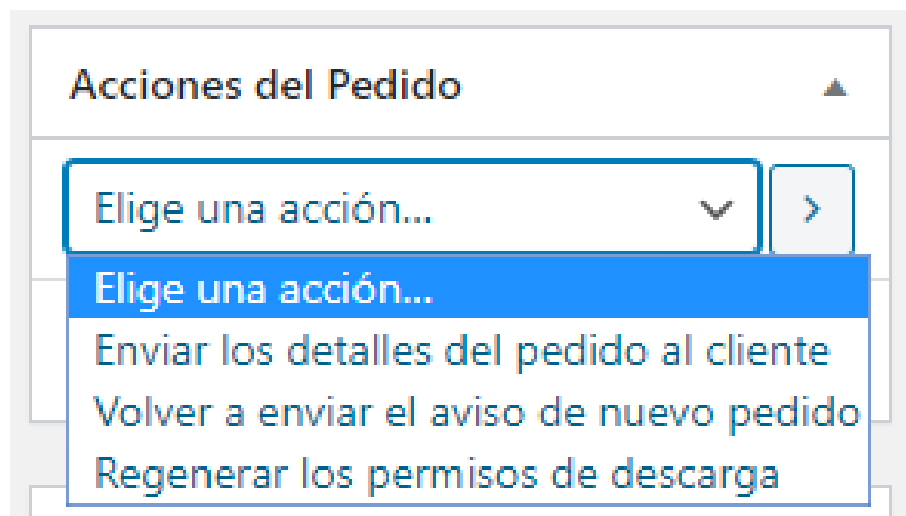 Acciones del Pedido
Elige una acción...
Elige una acción...
Enviar los detalles del pedido al cliente
Volver a enviar el aviso de nuevo pedido
Regenerar los permisos de descarga